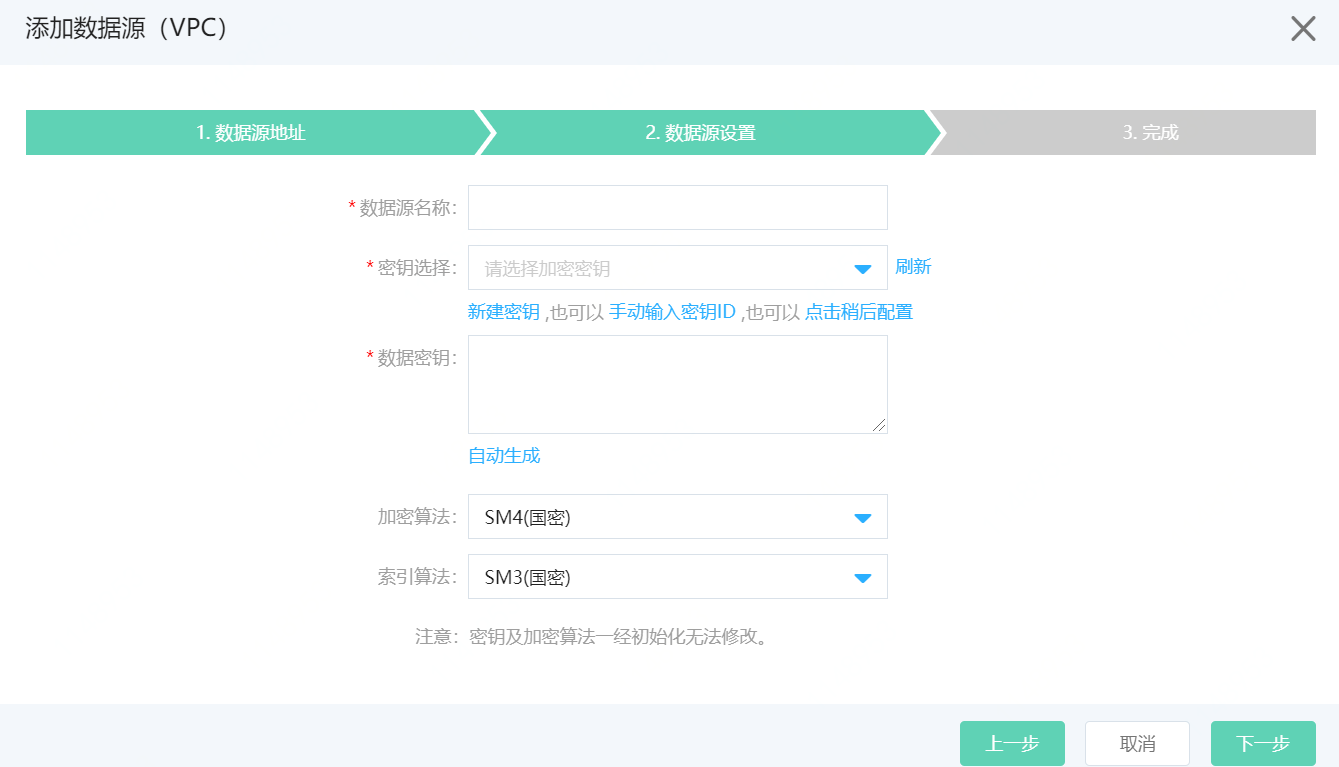 添加数据源（VPC）
1. 数据源地址
2. 数据源设置
3. 完成
* 数据源名称：
* 密钥选择： 请选择加密密钥 刷新
新建密钥 ,也可以 手动输入密钥ID ,也可以 点击稍后配置
* 数据密钥：
自动生成
加密算法： SM4(国密)
索引算法： SM3(国密)
注意： 密钥及加密算法一经初始化无法修改。
上一步 取消 下一步